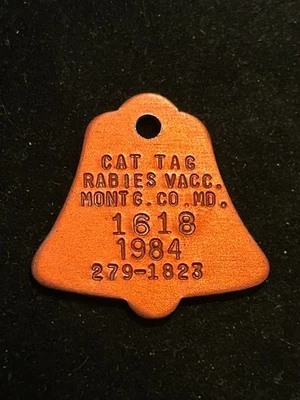 CAT TAG
RABIES VACC.
MONTG.CO.MD.
1618
1984
279-1823